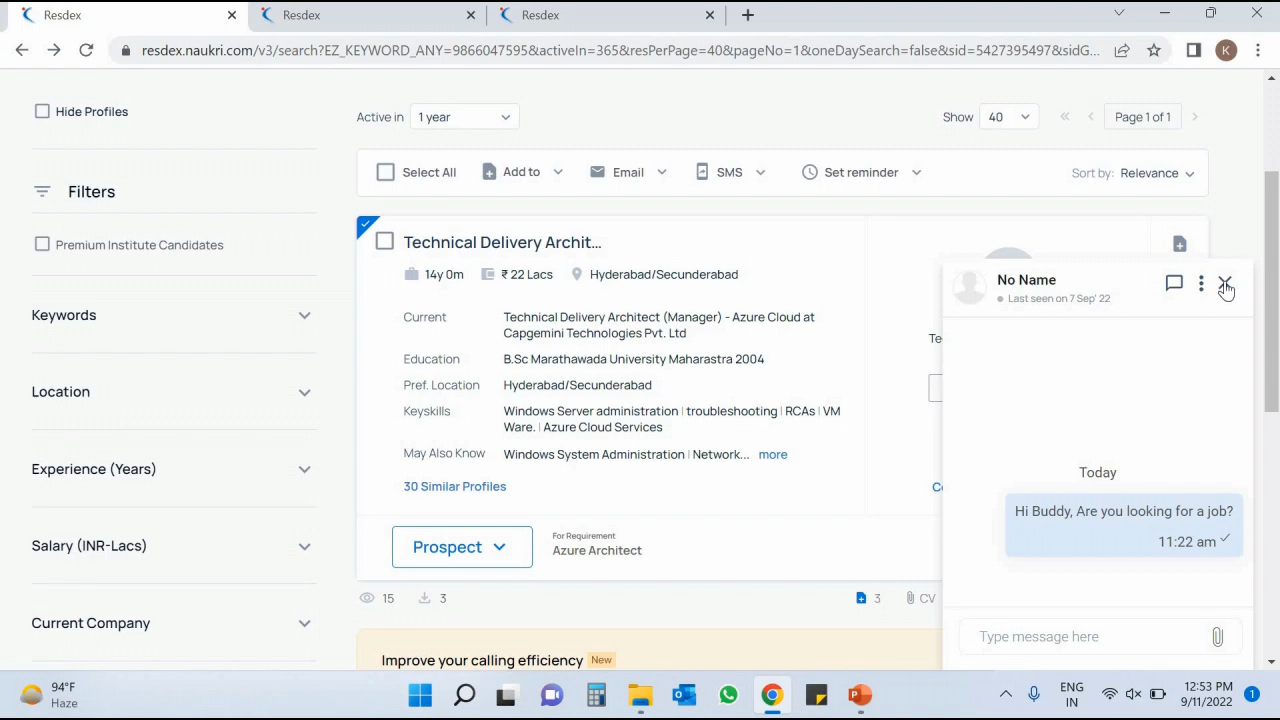 Resdex
Resdex
Resdex
resdex.naukri.com/v3/search?EZ_KEYWORD_ANY=9866047595&activeIn=365&resPerPage=40&pageNo=1&oneDaySearch=false&sid=5427395497&sidG...
K
Hide Profiles
Active in 1 year
Show 40
Page 1 of 1
Select All Add to Email SMS Set reminder
Sort by: Relevance
Filters
Premium Institute Candidates
Keywords
Location
Experience (Years)
Salary (INR-Lacs)
Current Company
Technical Delivery Archit...
14y 0m ₹ 22 Lacs Hyderabad/Secunderabad
Current Technical Delivery Architect (Manager) - Azure Cloud at
Capgemini Technologies Pvt. Ltd
Education B.Sc Marathawada University Maharastra 2004
Pref. Location Hyderabad/Secunderabad
Keyskills Windows Server administration | troubleshooting | RCAs | VM
Ware. | Azure Cloud Services
May Also Know Windows System Administration | Network... more
30 Similar Profiles
Prospect
For Requirement
Azure Architect
15 3
3 CV
Improve your calling efficiency New
Te
Co
No Name
Last seen on 7 Sep' 22
Today
Hi Buddy, Are you looking for a job?
11:22 am
Type message here
94°F
Haze
ENG
IN
12:53 PM
9/11/2022
1